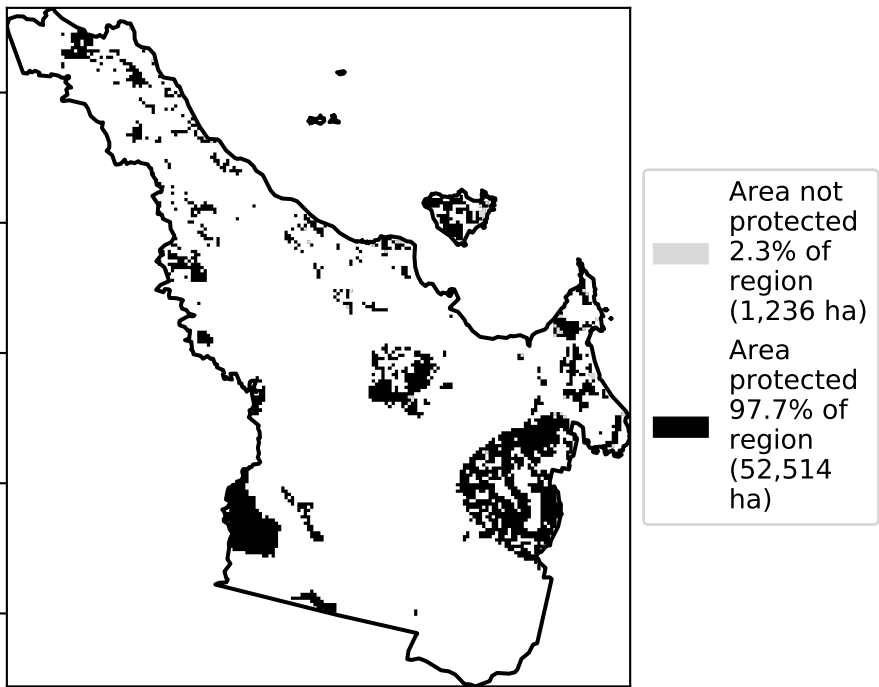 Area not
protected
2.3% of
region
(1,236 ha)
Area
protected
97.7% of
region
(52,514
ha)